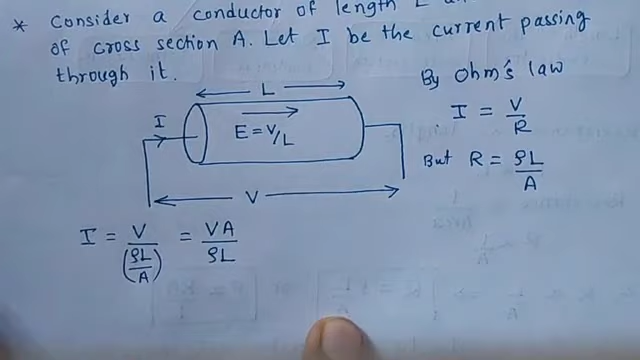 * Consider a conductor of length L
of cross section A. Let I be the current passing
through it.
L
I
E = V/L
V
By Ohm's law
I = V/R
But R = ρL/A
I = V/(ρL/A) = VA/ρL